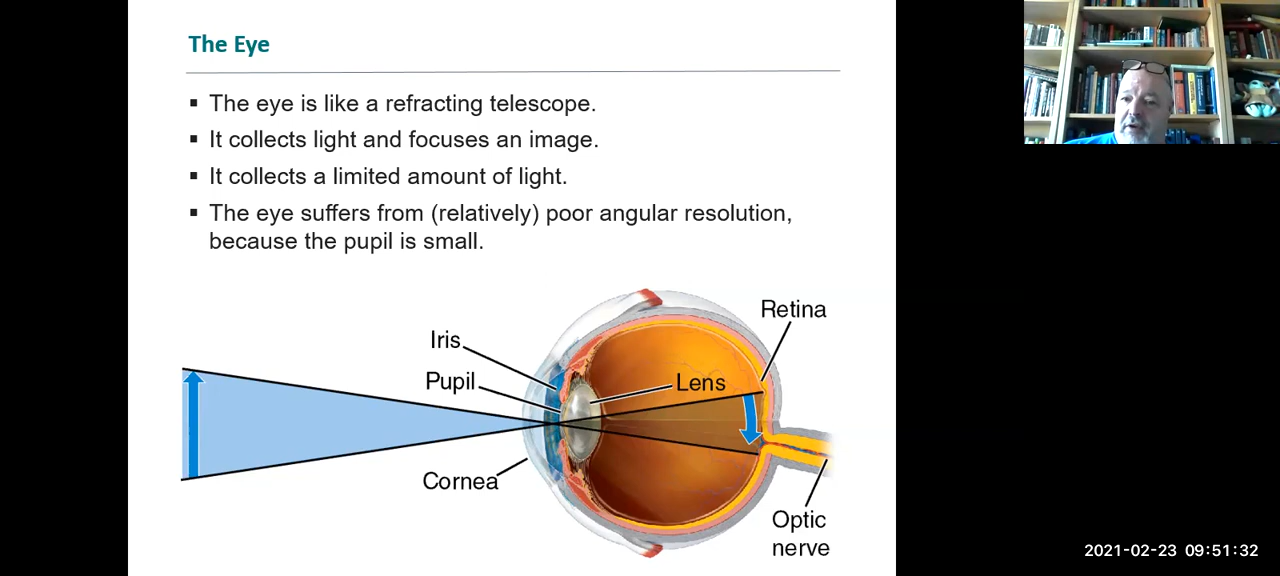 The Eye
▪ The eye is like a refracting telescope.
▪ It collects light and focuses an image.
▪ It collects a limited amount of light.
▪ The eye suffers from (relatively) poor angular resolution,
because the pupil is small.
Retina
Iris
Pupil
Lens
Cornea
Optic
nerve
2021-02-23 09:51:32